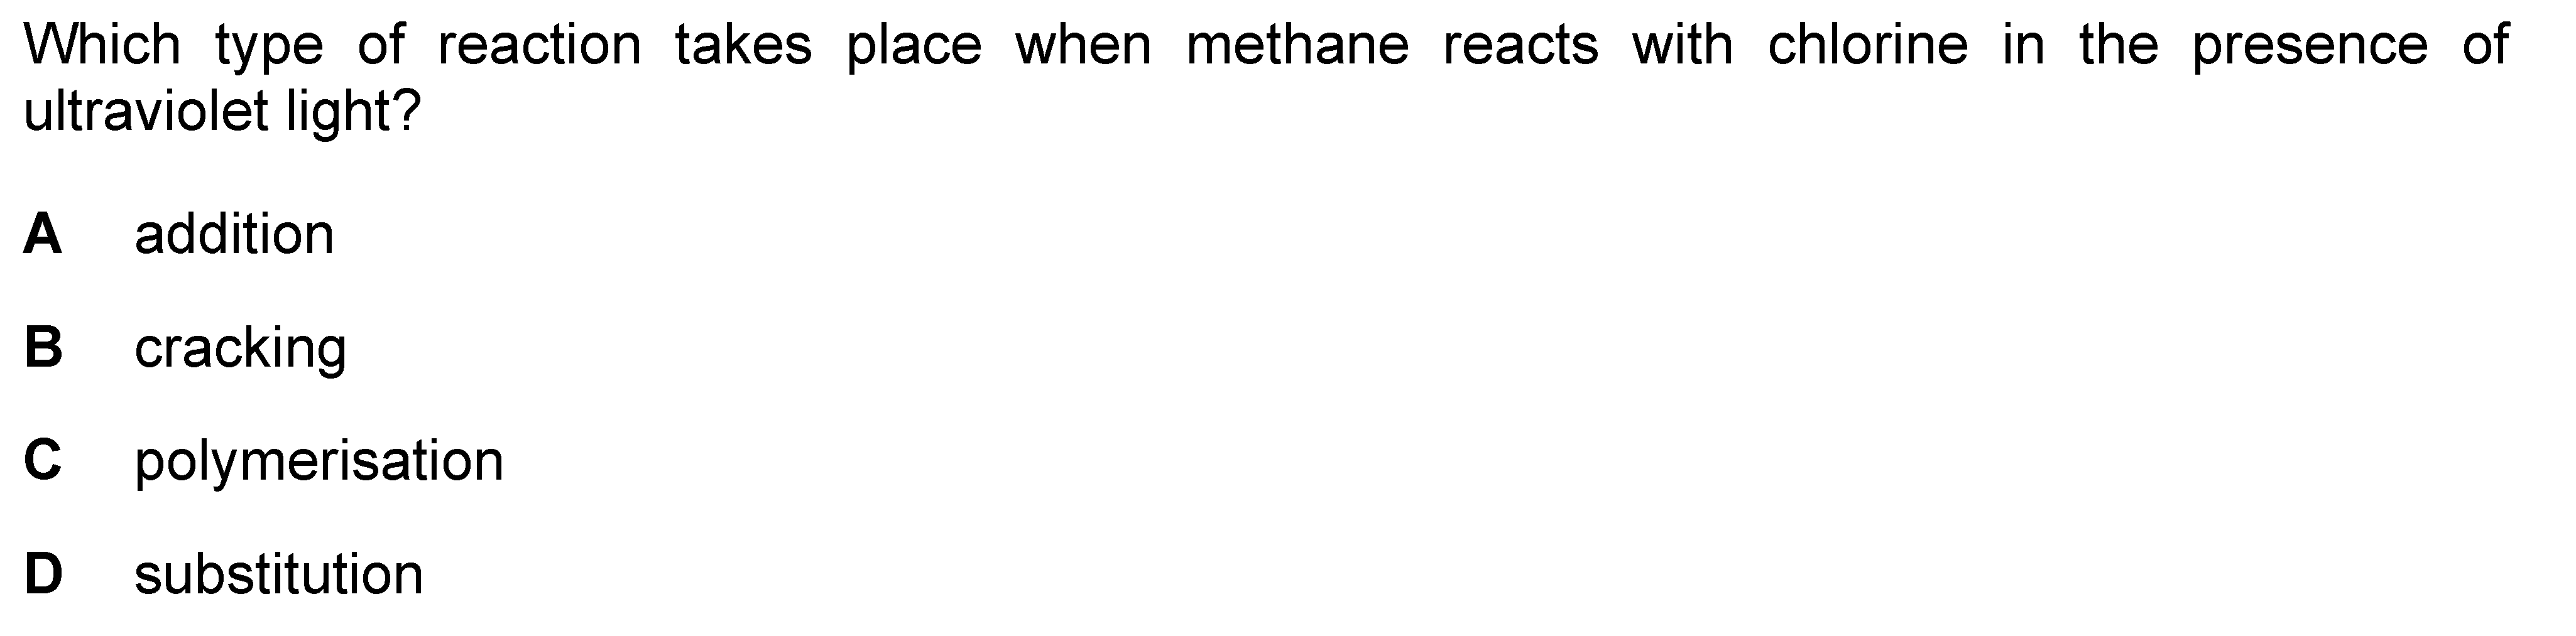 Which type of reaction takes place when methane reacts with chlorine in the presence of
ultraviolet light?
A addition
B cracking
C polymerisation
D substitution